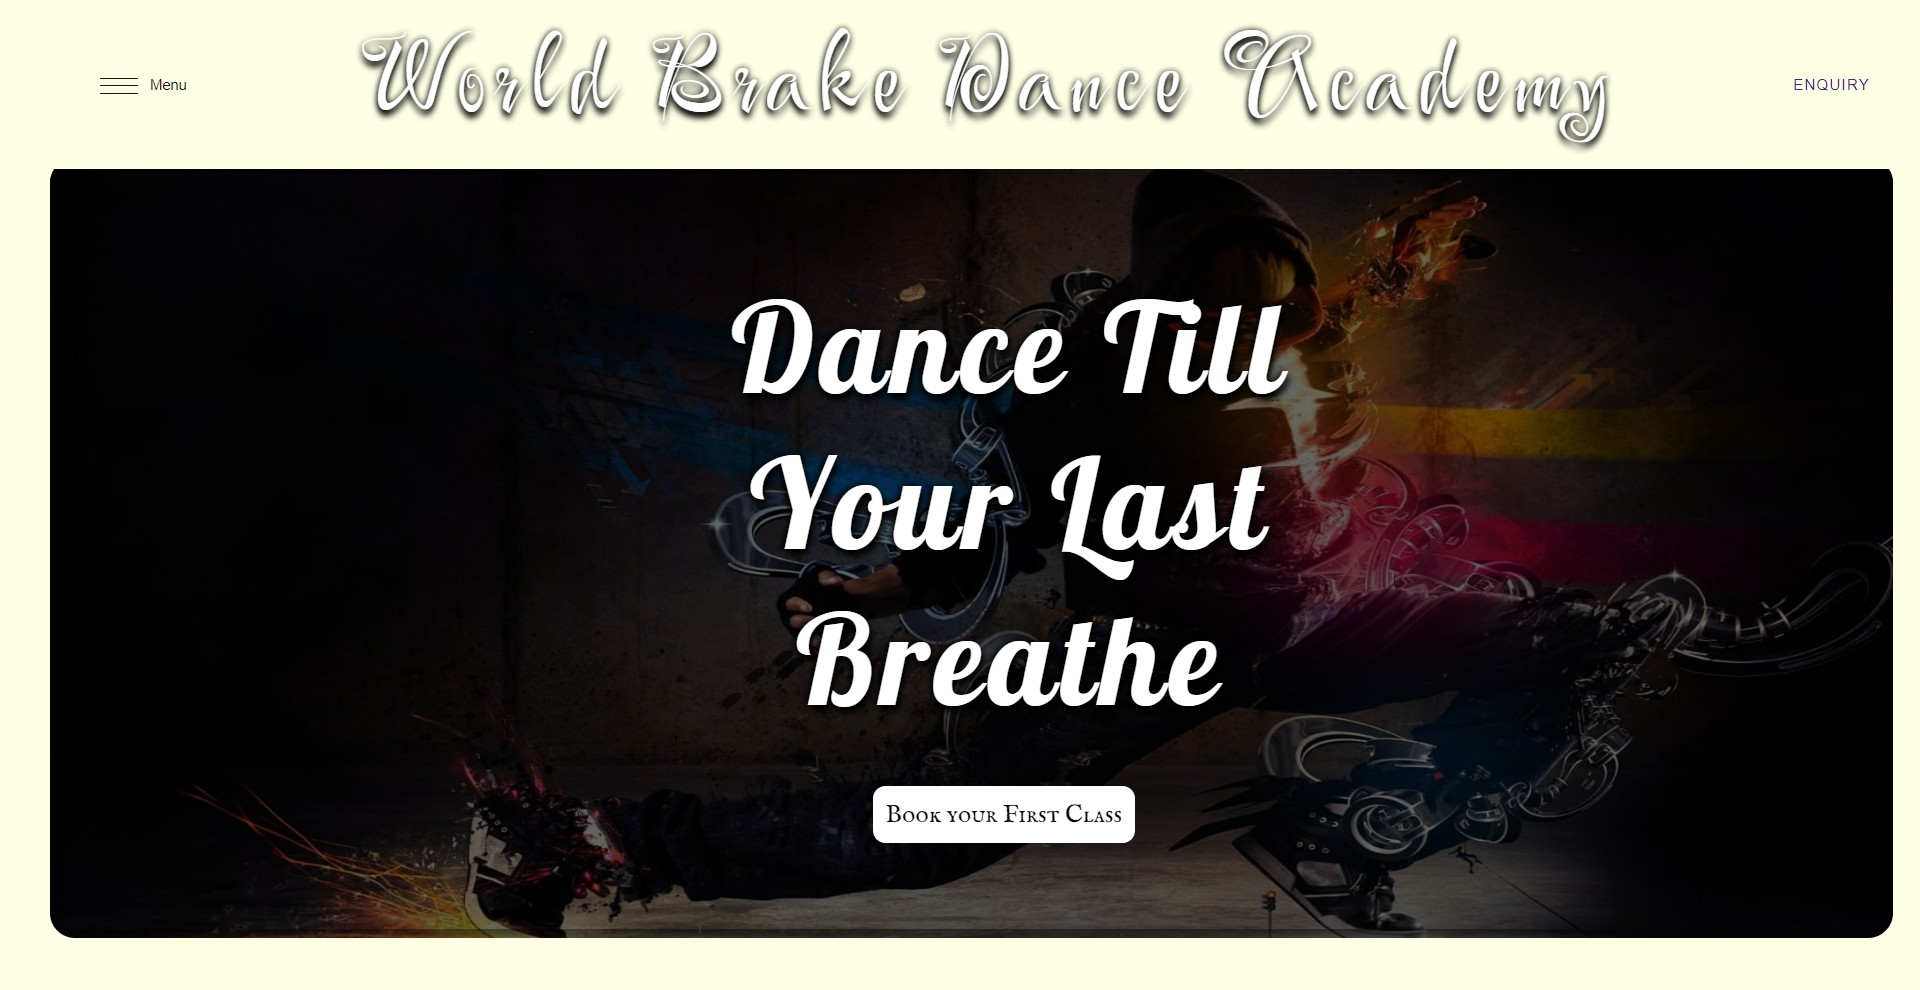 Menu
World Brake Dance Academy
ENQUIRY
Dance Till
Your Last
Breathe
Book your First Class